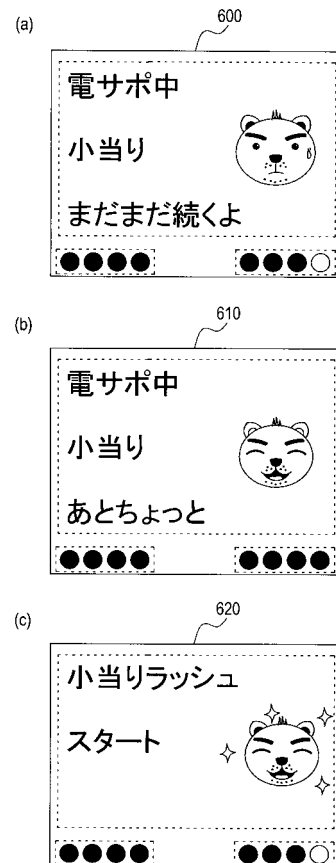 (a)
600
電サポ中
小当り
まだまだ続くよ
(b)
610
電サポ中
小当り
あとちょっと
(c)
620
小当りラッシュ
スタート